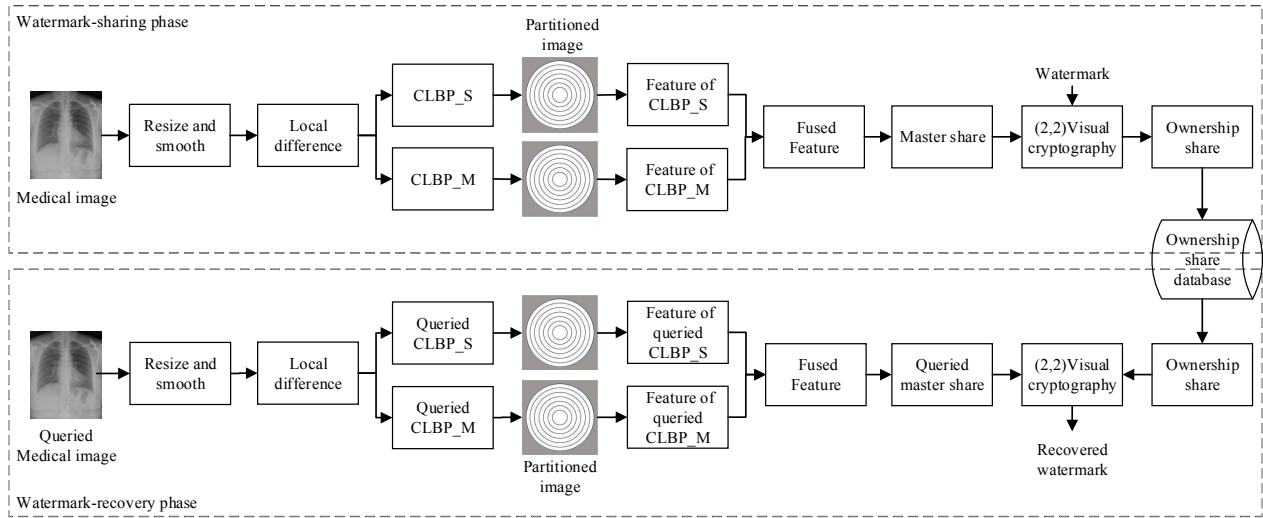 Watermark-sharing phase
Partitioned
image
Medical image
Resize and
smooth
Local
difference
CLBP_S
CLBP_M
Feature of
CLBP_S
Feature of
CLBP_M
Fused
Feature
Master share
Watermark
(2,2)Visual
cryptography
Ownership
share
Ownership
share
database
Queried
Medical image
Resize and
smooth
Local
difference
Queried
CLBP_S
Queried
CLBP_M
Partitioned
image
Feature of
queried
CLBP_S
Feature of
queried
CLBP_M
Fused
Feature
Queried
master share
(2,2)Visual
cryptography
Ownership
share
Recovered
watermark
Watermark-recovery phase